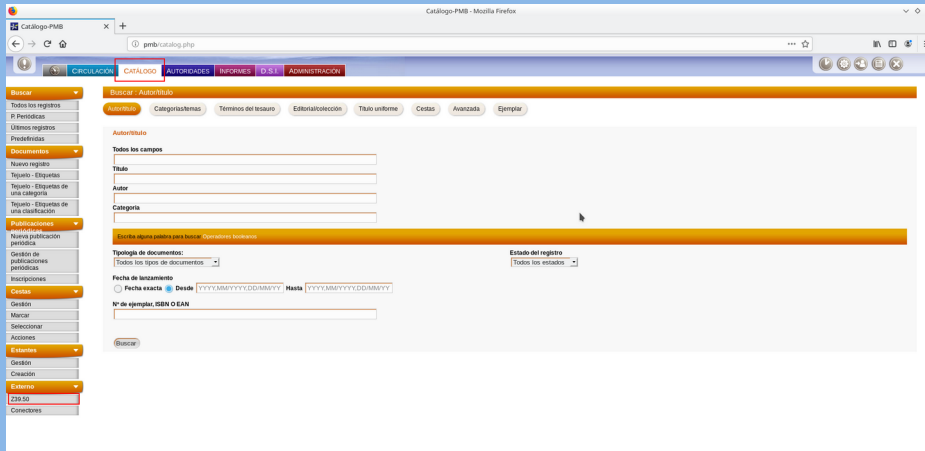 Catálogo-PMB - Mozilla Firefox
Catálogo-PMB
pmb/catalog.php
CIRCULACIÓN CATÁLOGO AUTORIDADES INFORMES D.S.I. ADMINISTRACIÓN
Buscar
Todos los registros
P. Periódicas
Últimos registros
Predefinidas
Documentos
Nuevo registro
Tejuelo - Etiquetas
Tejuelo - Etiquetas de
una categoría
Tejuelo - Etiquetas de
una clasificación
Publicaciones
periódicas
Nueva publicación
periódica
Gestión de
publicaciones
periódicas
Inscripciones
Cestas
Gestión
Marcar
Seleccionar
Acciones
Estantes
Gestión
Creación
Externo
Z39.50
Conectores
Buscar : Autor/título
Autor/título Categorías/temas Términos del tesauro Editorial/colección Título uniforme Cestas Avanzada Ejemplar
Autor/título
Todos los campos
Título
Autor
Categoría
Escriba alguna palabra para buscar Operadores booleanos
Tipología de documentos: Estado del registro
Todos los tipos de documentos Todos los estados
Fecha de lanzamiento
Fecha exacta Desde YYYY,MM/YYYY,DD/MM/YY Hasta YYYY,MM/YYYY,DD/MM/YY
Nº de ejemplar, ISBN O EAN
Buscar